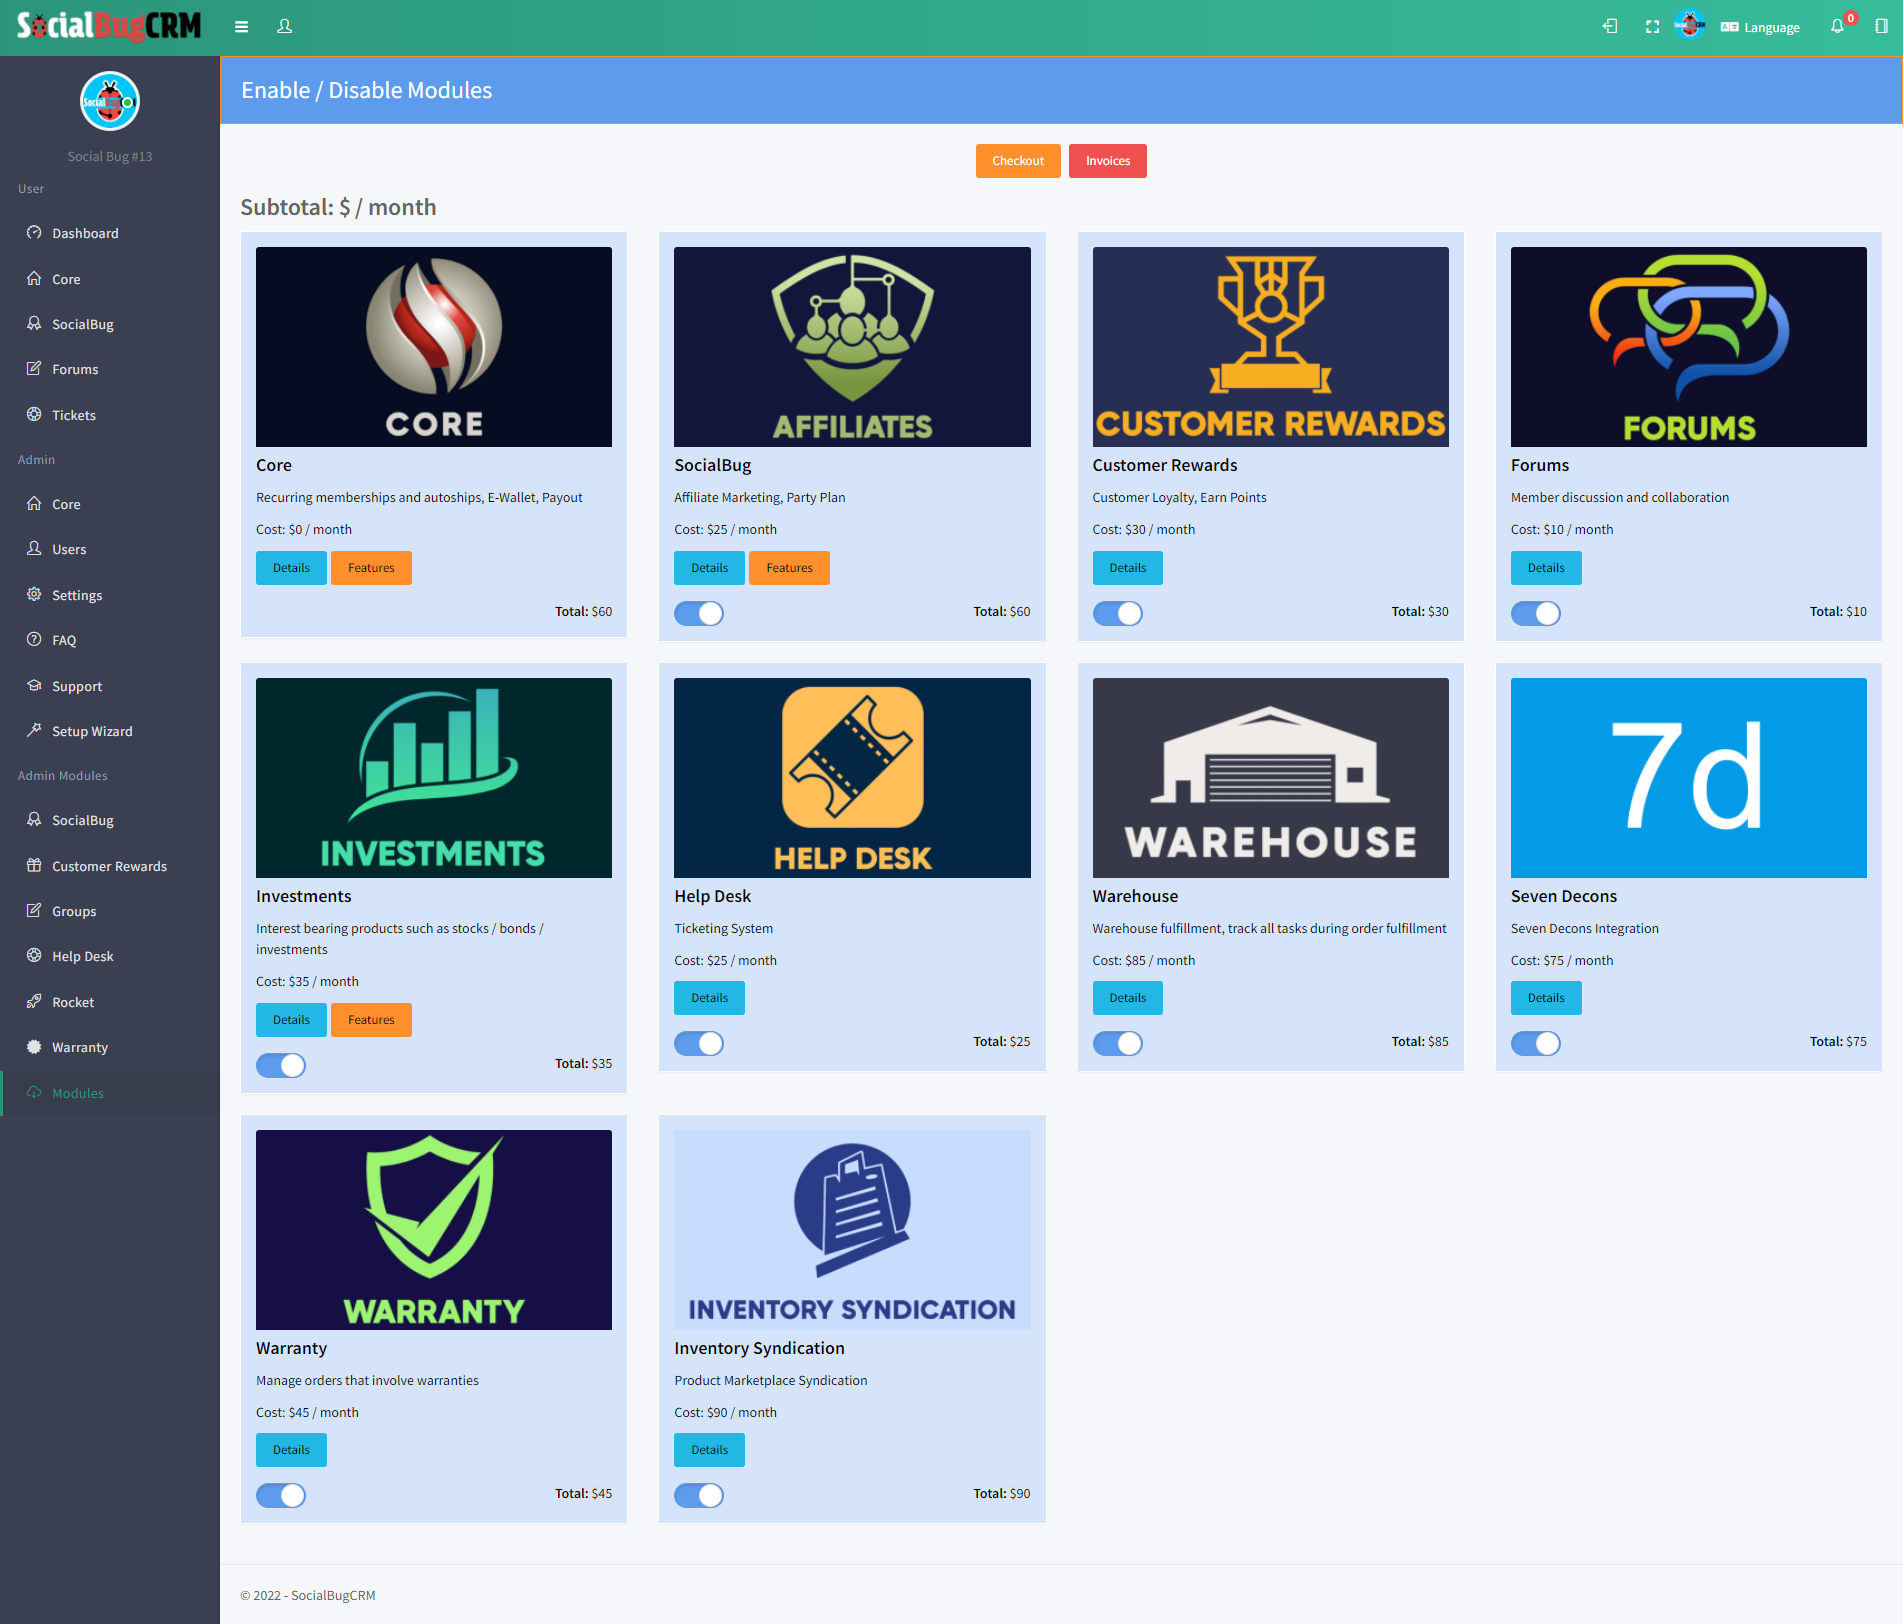 SocialBugCRM
Language
0
Enable / Disable Modules
Social Bug #13
User
Dashboard
Core
SocialBug
Forums
Tickets
Admin
Core
Users
Settings
FAQ
Support
Setup Wizard
Admin Modules
SocialBug
Customer Rewards
Groups
Help Desk
Rocket
Warranty
Modules
Checkout
Invoices
Subtotal: $ / month
CORE
Core
Recurring memberships and autoships, E-Wallet, Payout
Cost: $0 / month
Details
Features
Total: $60
AFFILIATES
SocialBug
Affiliate Marketing, Party Plan
Cost: $25 / month
Details
Features
Total: $60
CUSTOMER REWARDS
Customer Rewards
Customer Loyalty, Earn Points
Cost: $30 / month
Details
Total: $30
FORUMS
Forums
Member discussion and collaboration
Cost: $10 / month
Details
Total: $10
INVESTMENTS
Investments
Interest bearing products such as stocks / bonds /
investments
Cost: $35 / month
Details
Features
Total: $35
HELP DESK
Help Desk
Ticketing System
Cost: $25 / month
Details
Total: $25
WAREHOUSE
Warehouse
Warehouse fulfillment, track all tasks during order fulfillment
Cost: $85 / month
Details
Total: $85
7d
Seven Decons
Seven Decons Integration
Cost: $75 / month
Details
Total: $75
WARRANTY
Warranty
Manage orders that involve warranties
Cost: $45 / month
Details
Total: $45
INVENTORY SYNDICATION
Inventory Syndication
Product Marketplace Syndication
Cost: $90 / month
Details
Total: $90
© 2022 - SocialBugCRM